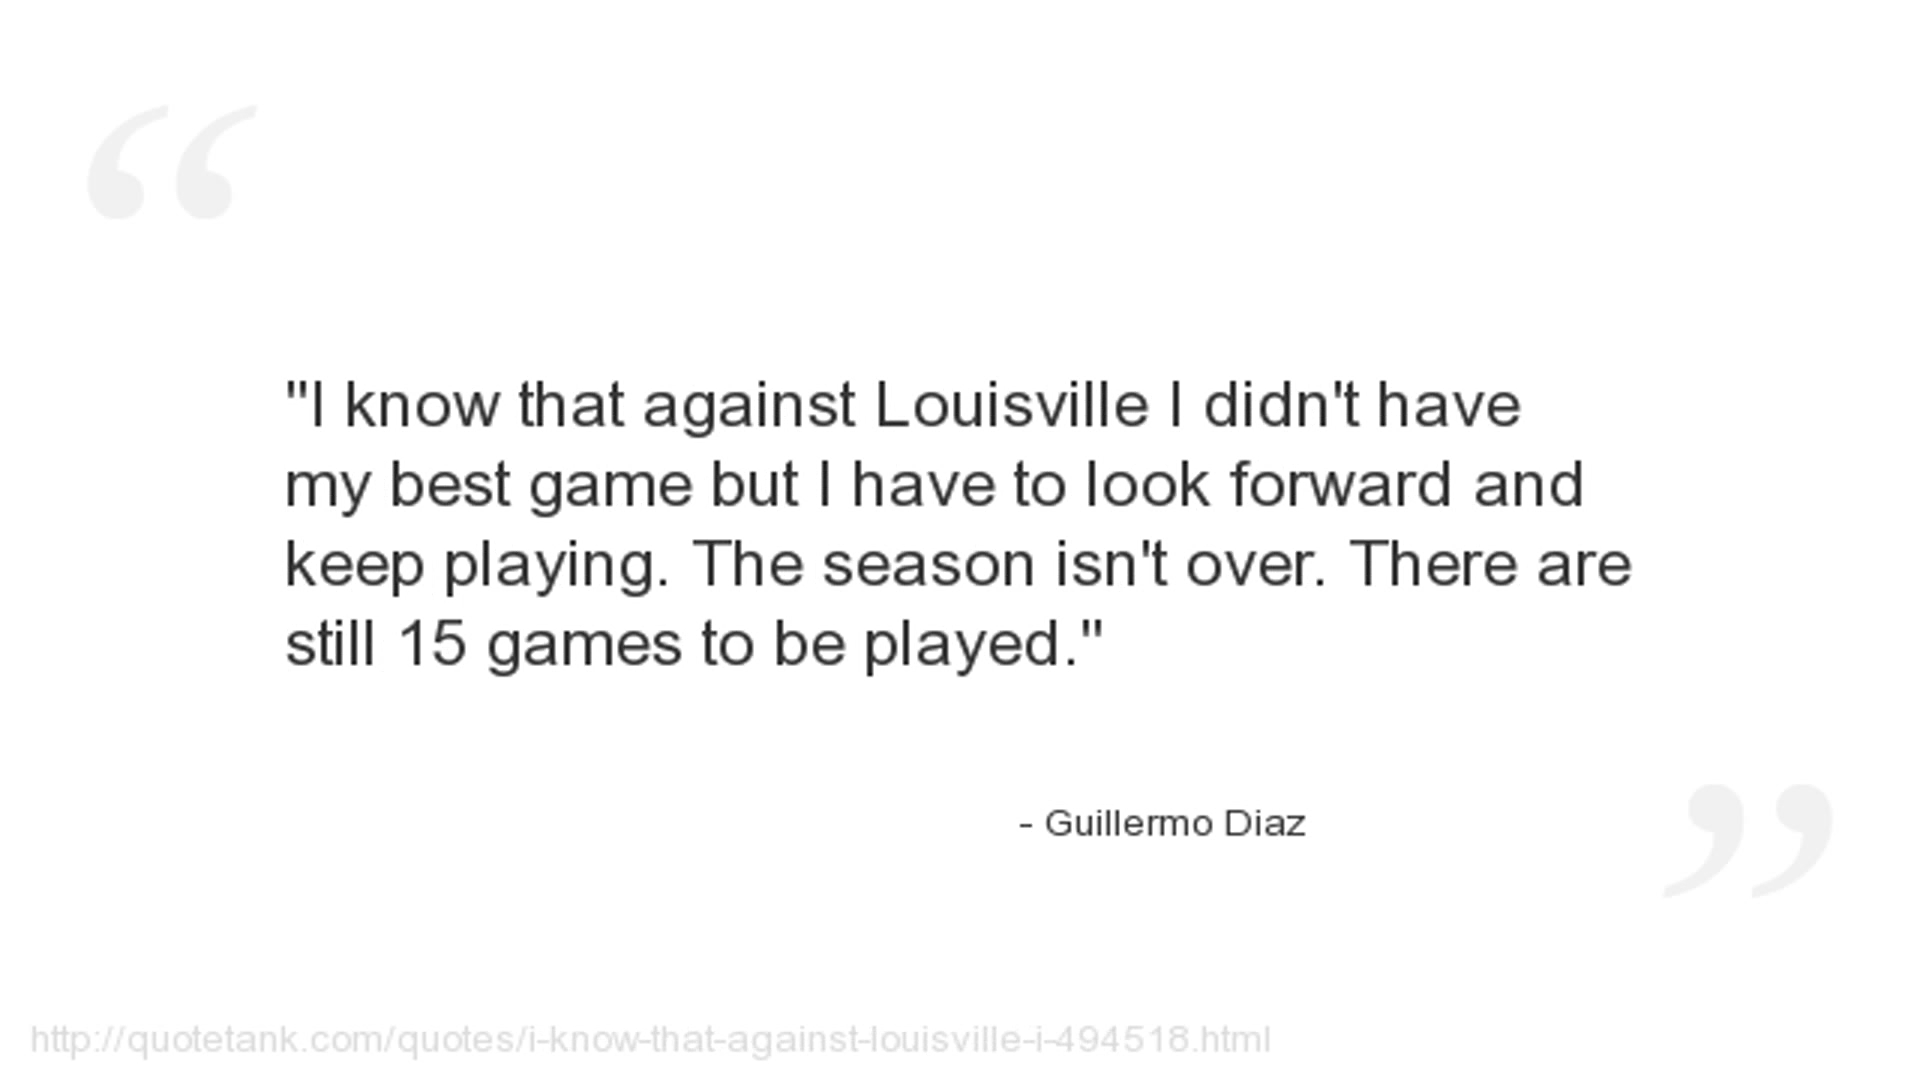 "I know that against Louisville I didn't have
my best game but I have to look forward and
keep playing. The season isn't over. There are
still 15 games to be played."
- Guillermo Diaz
http://quotetank.com/quotes/i-know-that-against-louisville-i-494518.html